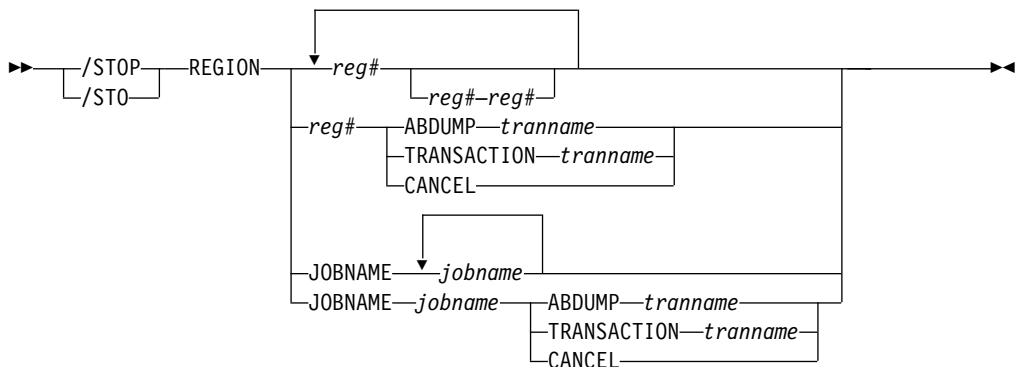 /STOP REGION reg#
/STO reg#–reg#
reg# ABDUMP tranname
TRANSACTION tranname
CANCEL
JOBNAME jobname
JOBNAME jobname ABDUMP tranname
TRANSACTION tranname
CANCEL